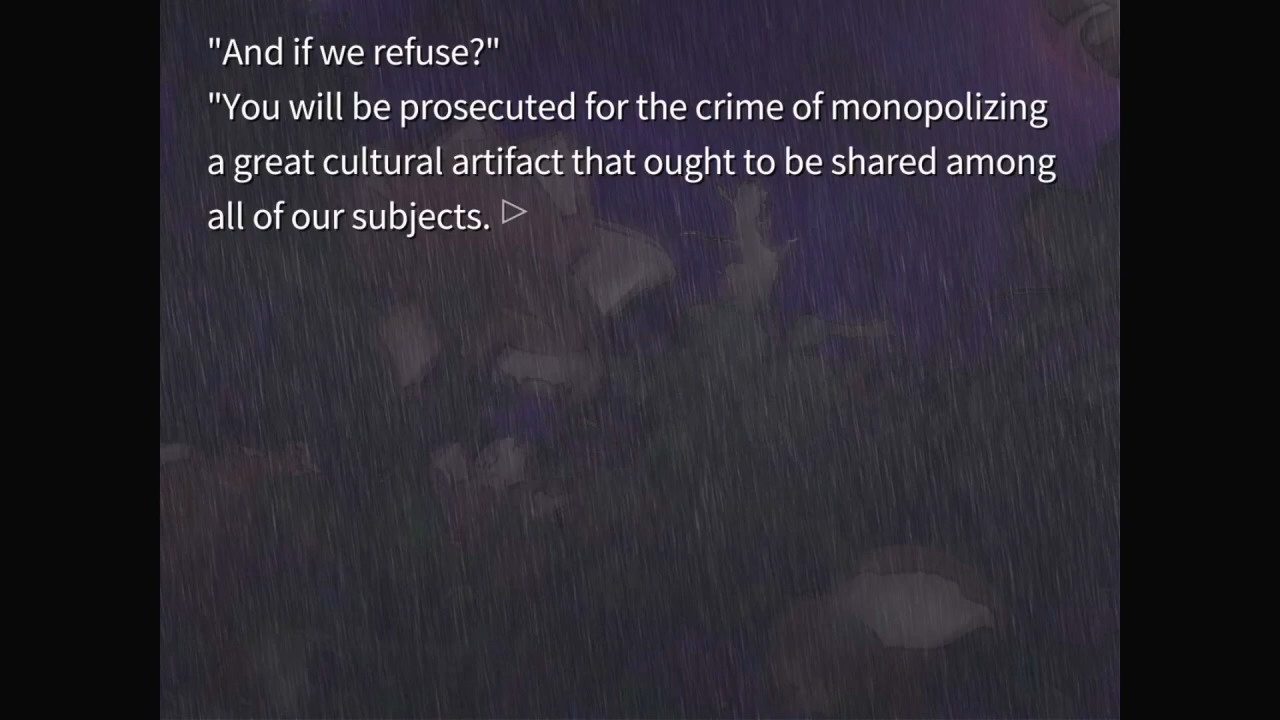 "And if we refuse?"
"You will be prosecuted for the crime of monopolizing
a great cultural artifact that ought to be shared among
all of our subjects.